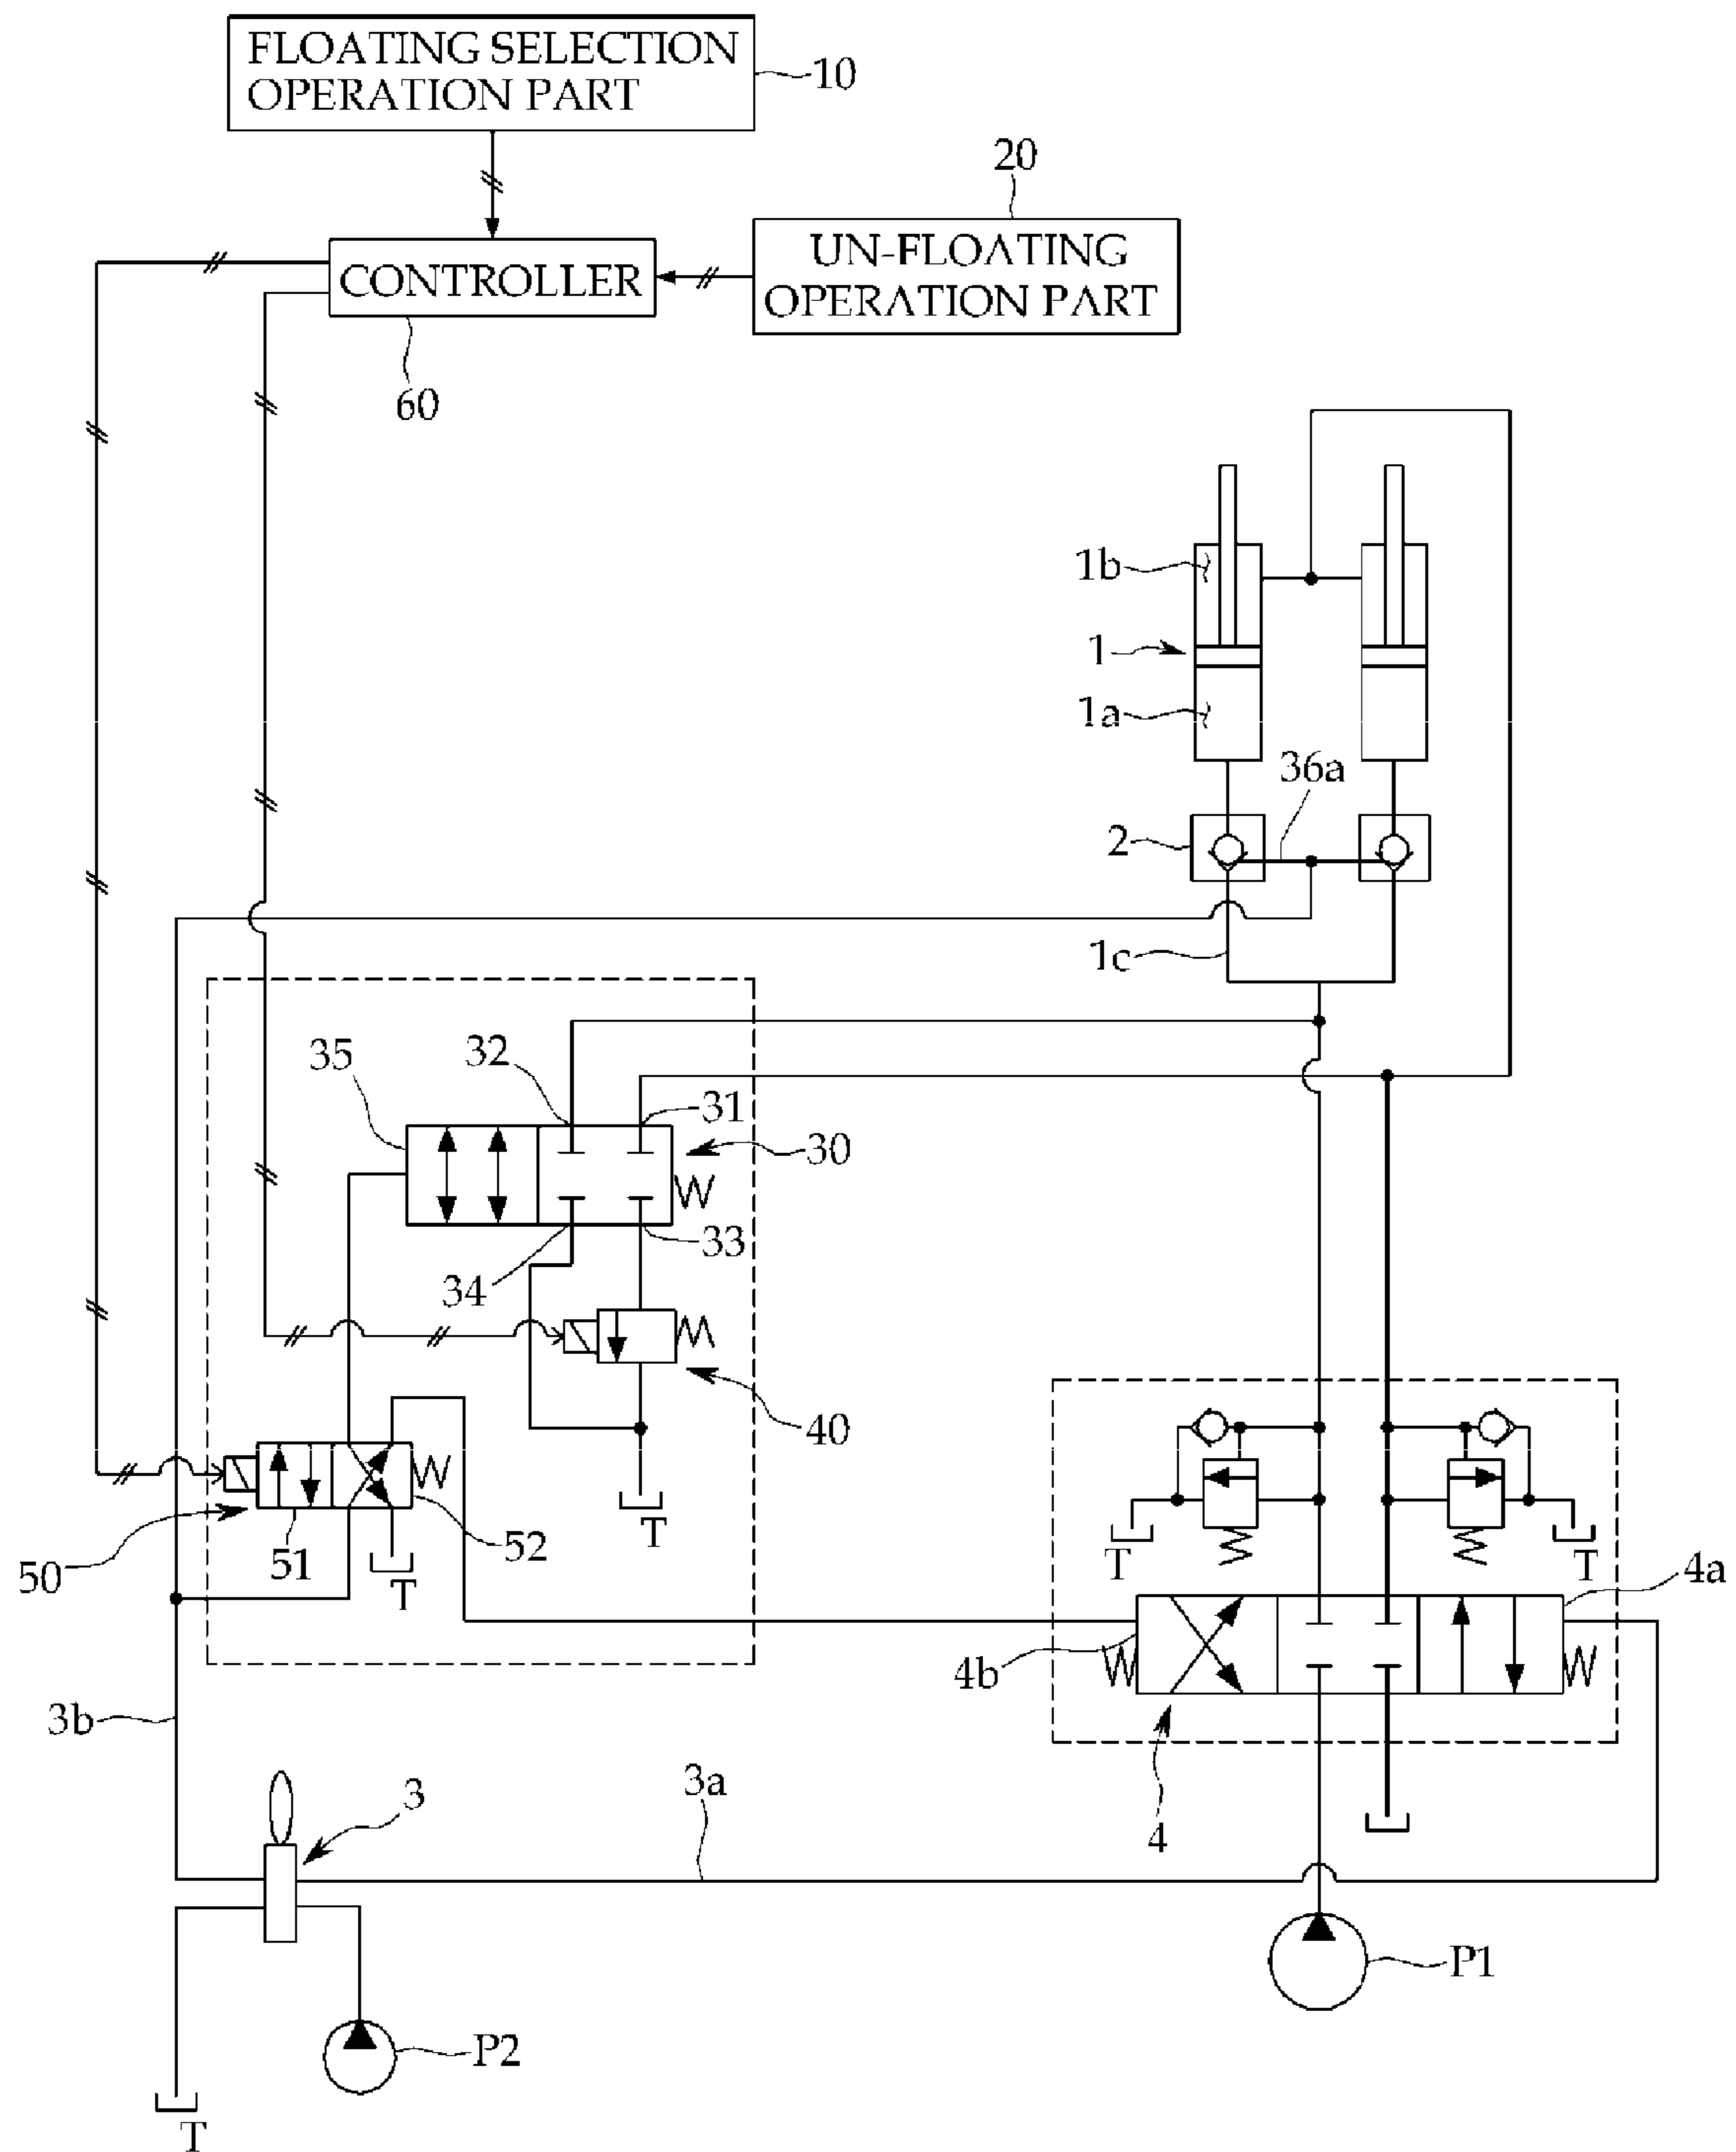 FLOATING SELECTION
OPERATION PART
10
20
UN-FLOATING
OPERATION PART
CONTROLLER
60
1b
1
1a
36a
2
1c
35
32
31
30
34
33
40
T
50
51
52
T
T
T
4a
4b
4
3b
3
3a
P1
P2
T